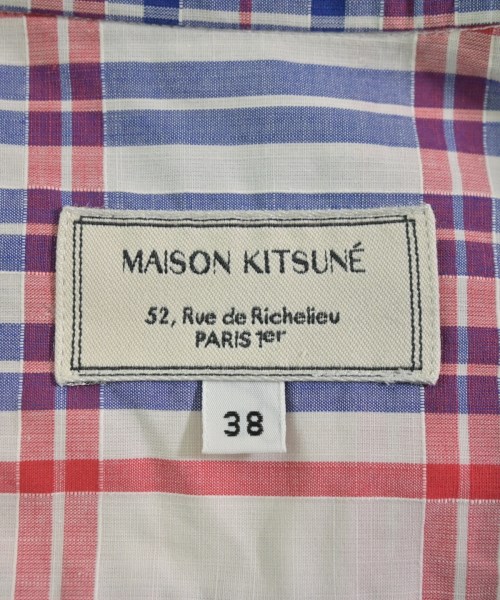 MAISON KITSUNÉ
52, Rue de Richelieu
PARIS 1er
38